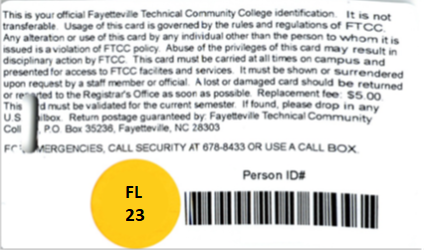 This is your official Fayetteville Technical Community College identification. It is not
transferable. Usage of this card is governed by the rules and regulations of FTCC.
Any alteration or use of this card by any individual other than the person to whom it is
issued is a violation of FTCC policy. Abuse of the privileges of this card may result in
disciplinary action by FTCC. This card must be carried at all times on campus and
presented for access to FTCC facilites and services. It must be shown or surrendered
upon request by a staff member or official. A lost or damaged card should be returned
or re ted to the Registrar's Office as soon as possible. Replacement fee: $5.00
This d must be validated for the current semester. If found, please drop in any
U.S ilbox. Return postage guaranteed by: Fayetteville Technical Community
Coll , P.O. Box 35236, Fayetteville, NC 28303
EMERGENCIES, CALL SECURITY AT 678-8433 OR USE A CALL BOX.
Person ID#
FL
23